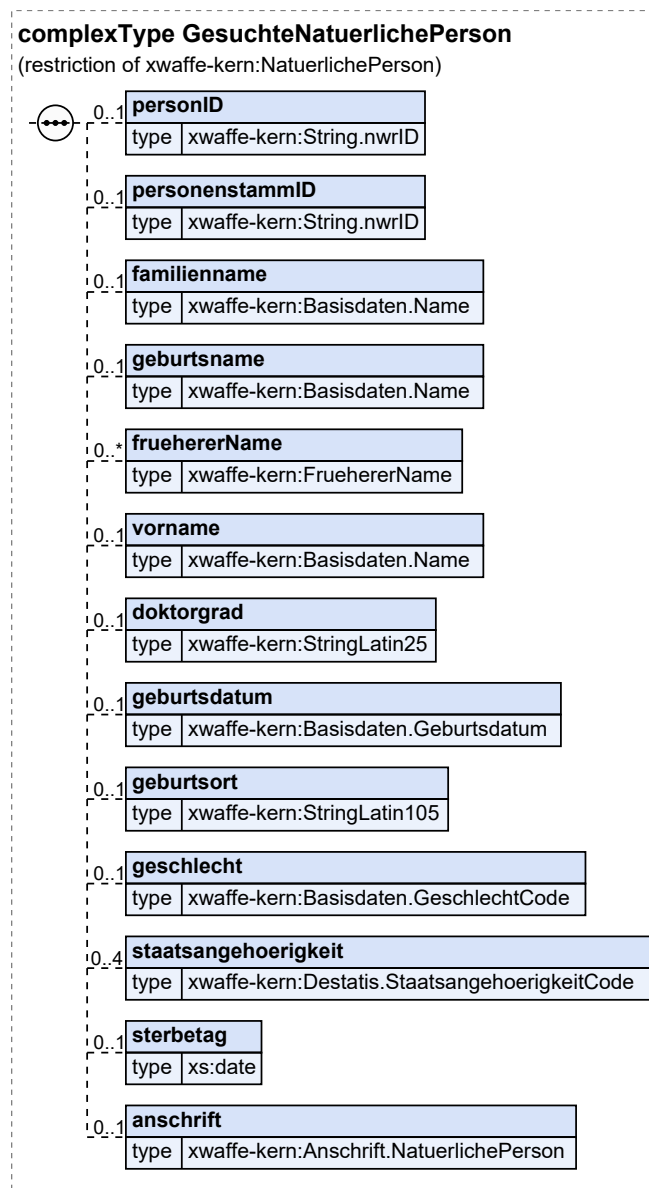 complexType GesuchteNatuerlichePerson
(restriction of xwaffe-kern:NatuerlichePerson)
0..1 personID
type xwaffe-kern:String.nwrID
0..1 personenstammID
type xwaffe-kern:String.nwrID
0..1 familienname
type xwaffe-kern:Basisdaten.Name
0..1 geburtsname
type xwaffe-kern:Basisdaten.Name
0..* fruehererName
type xwaffe-kern:FruehererName
0..1 vorname
type xwaffe-kern:Basisdaten.Name
0..1 doktorgrad
type xwaffe-kern:StringLatin25
0..1 geburtsdatum
type xwaffe-kern:Basisdaten.Geburtsdatum
0..1 geburtsort
type xwaffe-kern:StringLatin105
0..1 geschlecht
type xwaffe-kern:Basisdaten.GeschlechtCode
0..4 staatsangehoerigkeit
type xwaffe-kern:Destatis.StaatsangehoerigkeitCode
0..1 sterbetag
type xs:date
0..1 anschrift
type xwaffe-kern:Anschrift.NatuerlichePerson